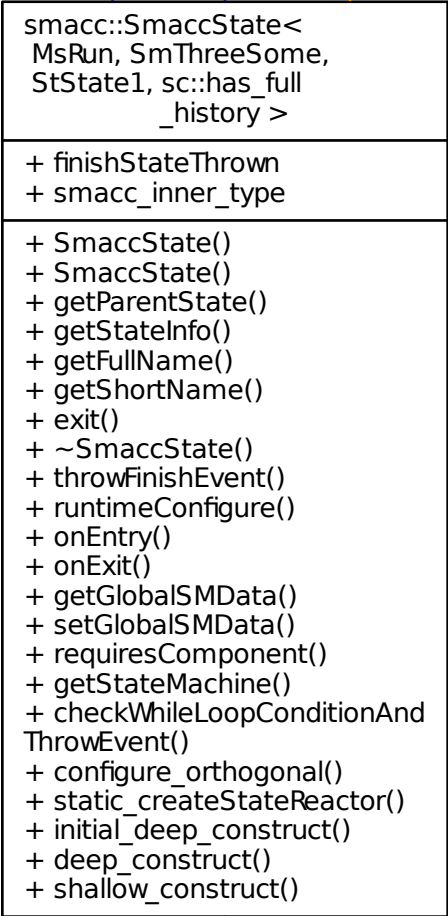 smacc::SmaccState<
MsRun, SmThreeSome,
StState1, sc::has_full
_history >
+ finishStateThrown
+ smacc_inner_type
+ SmaccState()
+ SmaccState()
+ getParentState()
+ getStateInfo()
+ getFullName()
+ getShortName()
+ exit()
+ ~SmaccState()
+ throwFinishEvent()
+ runtimeConfigure()
+ onEntry()
+ onExit()
+ getGlobalSMData()
+ setGlobalSMData()
+ requiresComponent()
+ getStateMachine()
+ checkWhileLoopConditionAnd
ThrowEvent()
+ configure_orthogonal()
+ static_createStateReactor()
+ initial_deep_construct()
+ deep_construct()
+ shallow_construct()